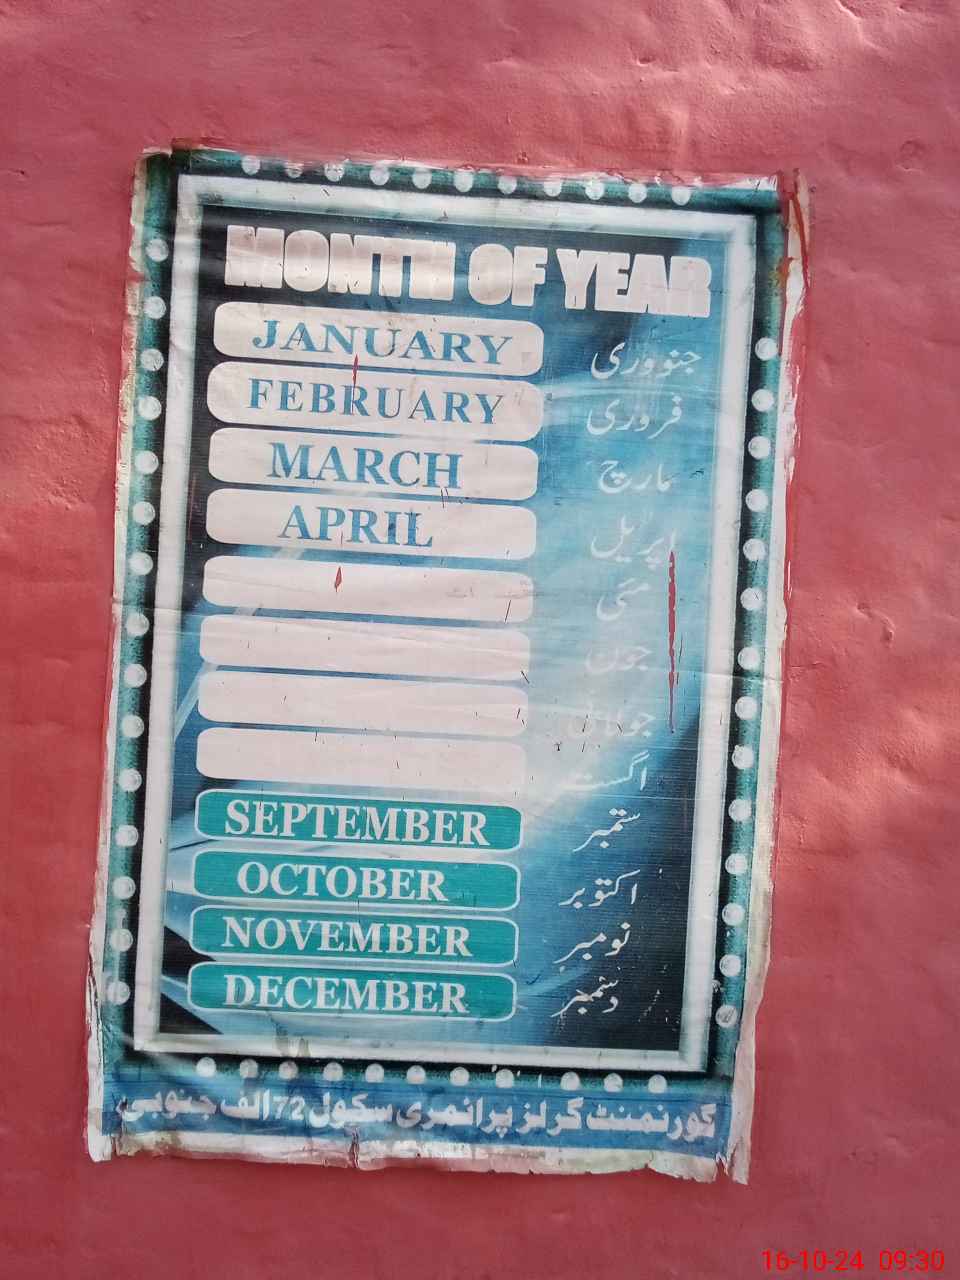 MONTH OF YEAR
JANUARY جنوری
FEBRUARY فروری
MARCH مارچ
APRIL اپریل
مئی
جون
جولائی
اگست
SEPTEMBER ستمبر
OCTOBER اکتوبر
NOVEMBER نومبر
DECEMBER دسمبر
گورنمنٹ گرلز پرائمری سکول 72 الف جنوبی
16-10-24 09:30